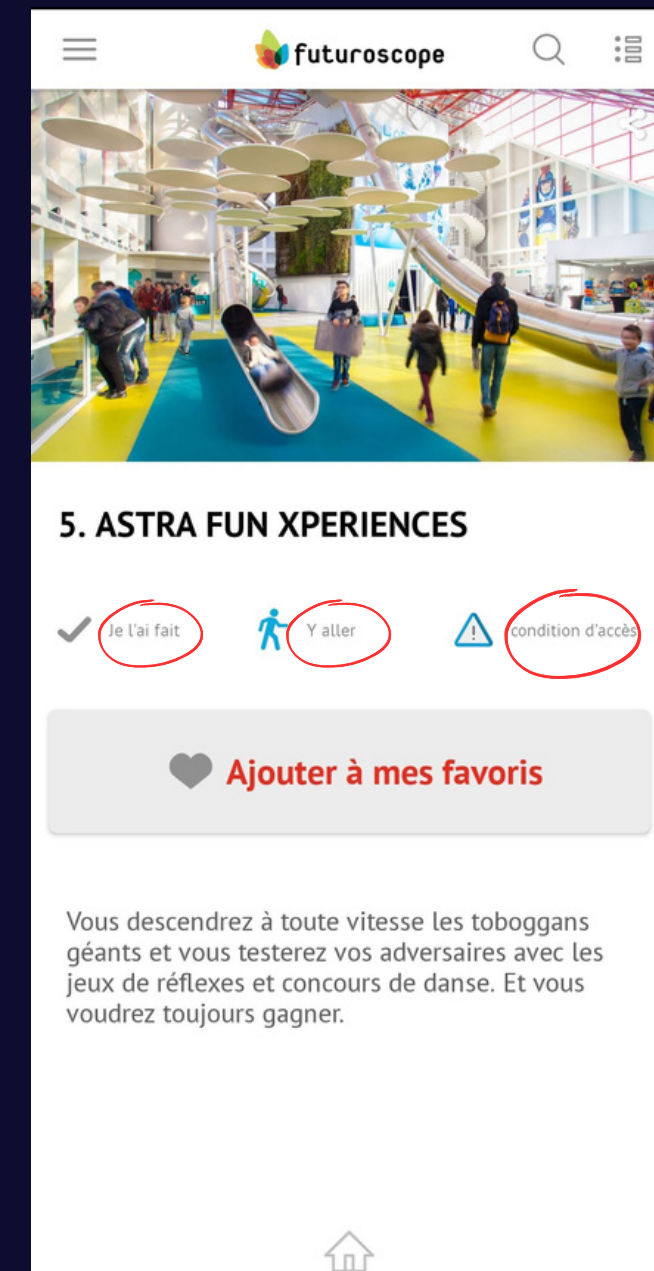 futuroscope
5. ASTRA FUN XPERIENCES
Je l'ai fait
Y aller
condition d'accès
Ajouter à mes favoris
Vous descendrez à toute vitesse les toboggans
géants et vous testerez vos adversaires avec les
jeux de réflexes et concours de danse. Et vous
voudrez toujours gagner.